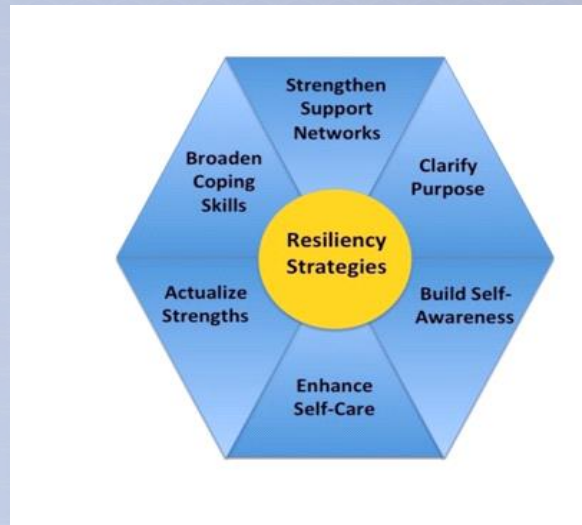 Strengthen
Support
Networks
Clarify
Purpose
Build Self-
Awareness
Enhance
Self-Care
Actualize
Strengths
Broaden
Coping
Skills
Resiliency
Strategies